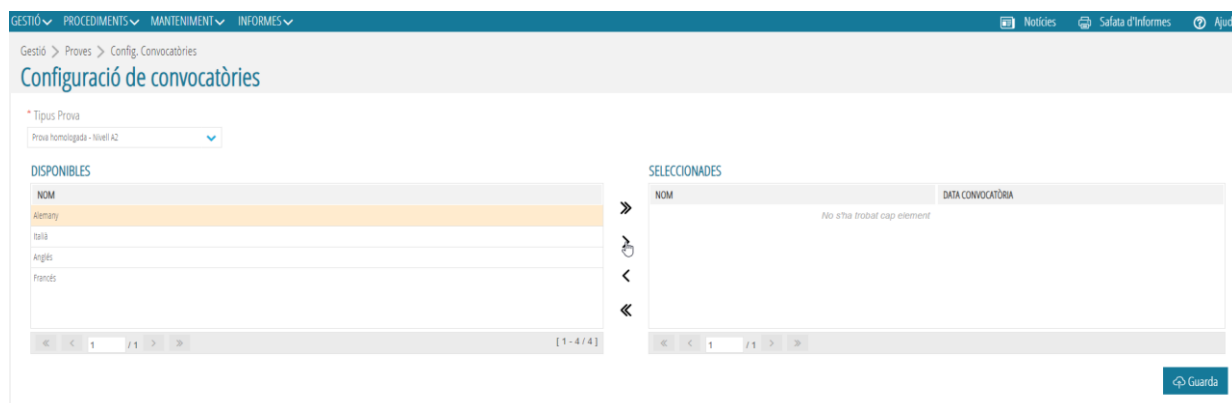 GESTIÓ PROCEDIMENTS MANTENIMENT INFORMES Notícies Safata d'Informes Ajud
Gestió > Proves > Config. Convocatòries
Configuració de convocatòries
* Tipus Prova
Prova homologada - Nivell A2
DISPONIBLES
NOM
Alemany
Italià
Anglés
Francés
« < 1 / 1 > » [ 1 - 4 / 4 ]
SELECCIONADES
NOM DATA CONVOCATÒRIA
No s'ha trobat cap element
« < 1 / 1 > »
Guarda